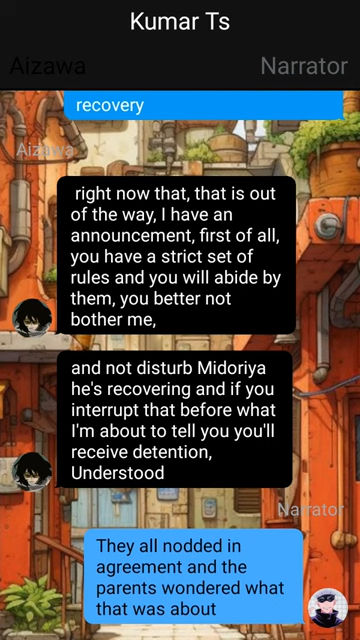 Kumar Ts
Aizawa
Narrator
recovery
Aizawa
right now that, that is out
of the way, I have an
announcement, first of all,
you have a strict set of
rules and you will abide by
them, you better not
bother me,
and not disturb Midoriya
he's recovering and if you
interrupt that before what
I'm about to tell you you'll
receive detention,
Understood
Narrator
They all nodded in
agreement and the
parents wondered what
that was about